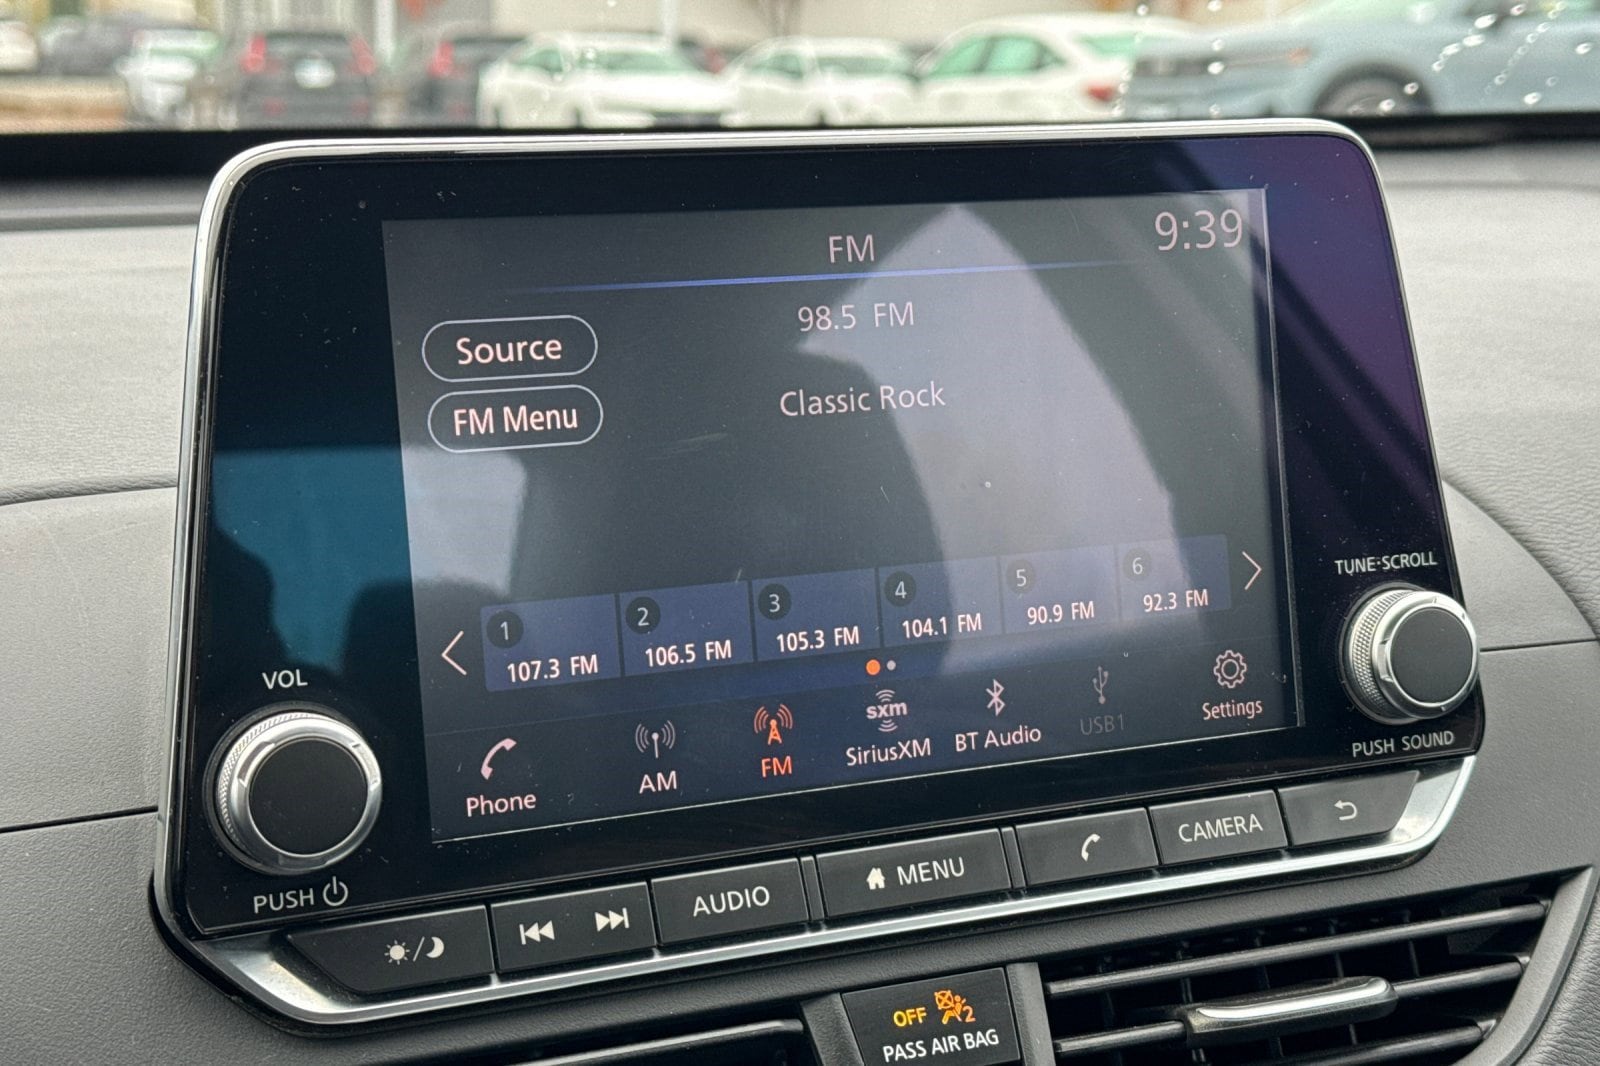 FM
9:39
98.5 FM
Source
Classic Rock
FM Menu
1
2
3
4
5
6
107.3 FM
106.5 FM
105.3 FM
104.1 FM
90.9 FM
92.3 FM
TUNE·SCROLL
VOL
sxm
Phone
AM
FM
SiriusXM
BT Audio
USB1
Settings
PUSH SOUND
PUSH
AUDIO
MENU
CAMERA
OFF
2
PASS AIR BAG